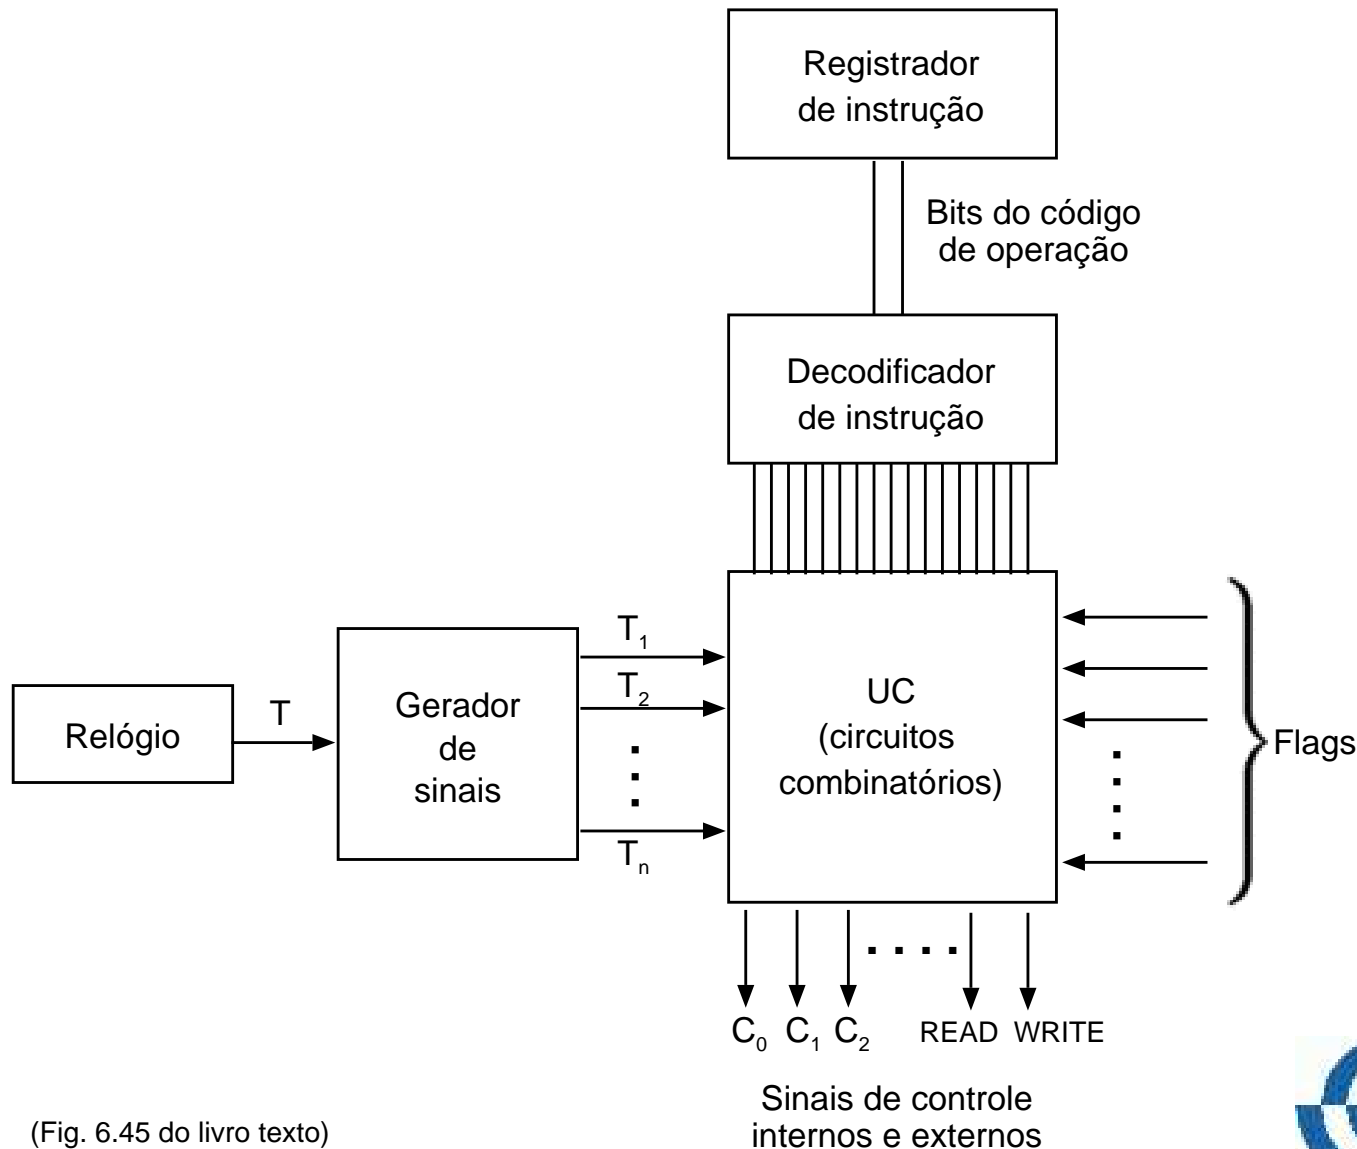 Registrador
de instrução
Bits do código
de operação
Decodificador
de instrução
Relógio
T
Gerador
de
sinais
T1
T2
Tn
UC
(circuitos
combinatórios)
Flags
C0 C1 C2 READ WRITE
Sinais de controle
internos e externos
(Fig. 6.45 do livro texto)